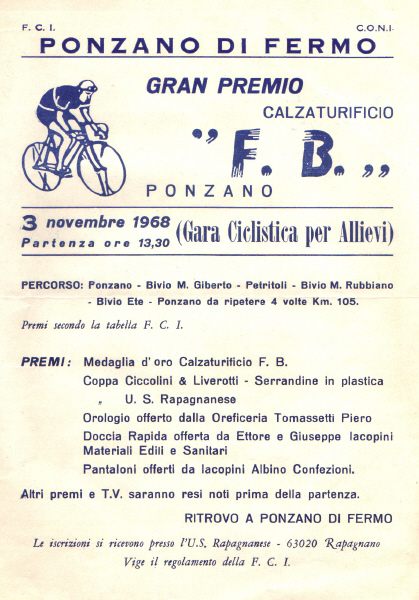 F. C. I. C.O.N.I.
PONZANO DI FERMO
GRAN PREMIO
CALZATURIFICIO
„ F. B. „
PONZANO
3 novembre 1968
Partenza ore 13,30
(Gara Ciclistica per Allievi)
PERCORSO: Ponzano - Bivio M. Giberto - Petritoli - Bivio M. Rubbiano
- Bivio Ete - Ponzano da ripetere 4 volte Km. 105.
Premi secondo la tabella F. C. I.
PREMI: Medaglia d'oro Calzaturificio F. B.
Coppa Ciccolini & Liverotti - Serrandine in plastica
„ U. S. Rapagnanese
Orologio offerto dalla Oreficeria Tomassetti Piero
Doccia Rapida offerta da Ettore e Giuseppe Iacopini
Materiali Edili e Sanitari
Pantaloni offerti da Iacopini Albino Confezioni.
Altri premi e T.V. saranno resi noti prima della partenza.
RITROVO A PONZANO DI FERMO
Le iscrizioni si ricevono presso l'U.S. Rapagnanese - 63020 Rapagnano
Vige il regolamento della F. C. I.